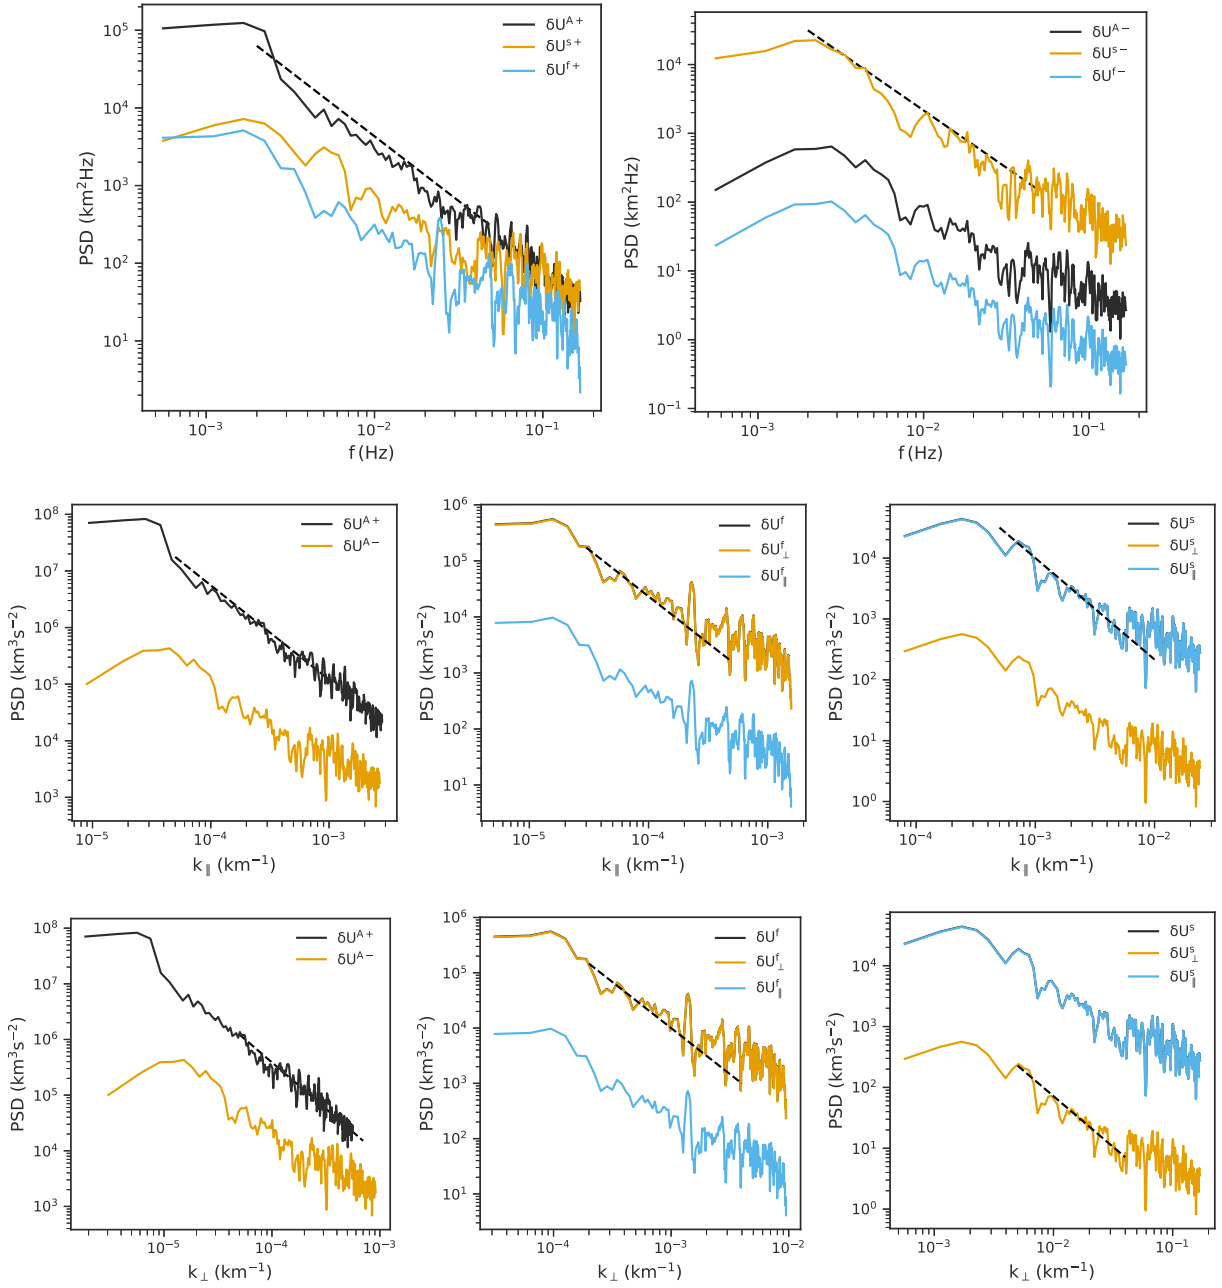 PSD (km²Hz)
10⁵
10⁴
10³
10²
10¹
δU^A+
δU^s+
δU^f+
10⁻³
10⁻²
10⁻¹
f (Hz)
PSD (km²Hz)
10⁴
10³
10²
10¹
10⁰
10⁻¹
δU^A−
δU^s−
δU^f−
10⁻³
10⁻²
10⁻¹
f (Hz)
PSD (km³s⁻²)
10⁸
10⁷
10⁶
10⁵
10⁴
10³
δU^A+
δU^A−
10⁻⁵
10⁻⁴
10⁻³
k∥ (km⁻¹)
PSD (km³s⁻²)
10⁶
10⁵
10⁴
10³
10²
10¹
δU^f
δU^f_⊥
δU^f_∥
10⁻⁵
10⁻⁴
10⁻³
k∥ (km⁻¹)
PSD (km³s⁻²)
10⁴
10³
10²
10¹
10⁰
δU^s
δU^s_⊥
δU^s_∥
10⁻⁴
10⁻³
10⁻²
k∥ (km⁻¹)
PSD (km³s⁻²)
10⁸
10⁷
10⁶
10⁵
10⁴
10³
δU^A+
δU^A−
10⁻⁵
10⁻⁴
10⁻³
k⊥ (km⁻¹)
PSD (km³s⁻²)
10⁶
10⁵
10⁴
10³
10²
10¹
δU^f
δU^f_⊥
δU^f_∥
10⁻⁴
10⁻³
10⁻²
k⊥ (km⁻¹)
PSD (km³s⁻²)
10⁴
10³
10²
10¹
10⁰
δU^s
δU^s_⊥
δU^s_∥
10⁻³
10⁻²
10⁻¹
k⊥ (km⁻¹)